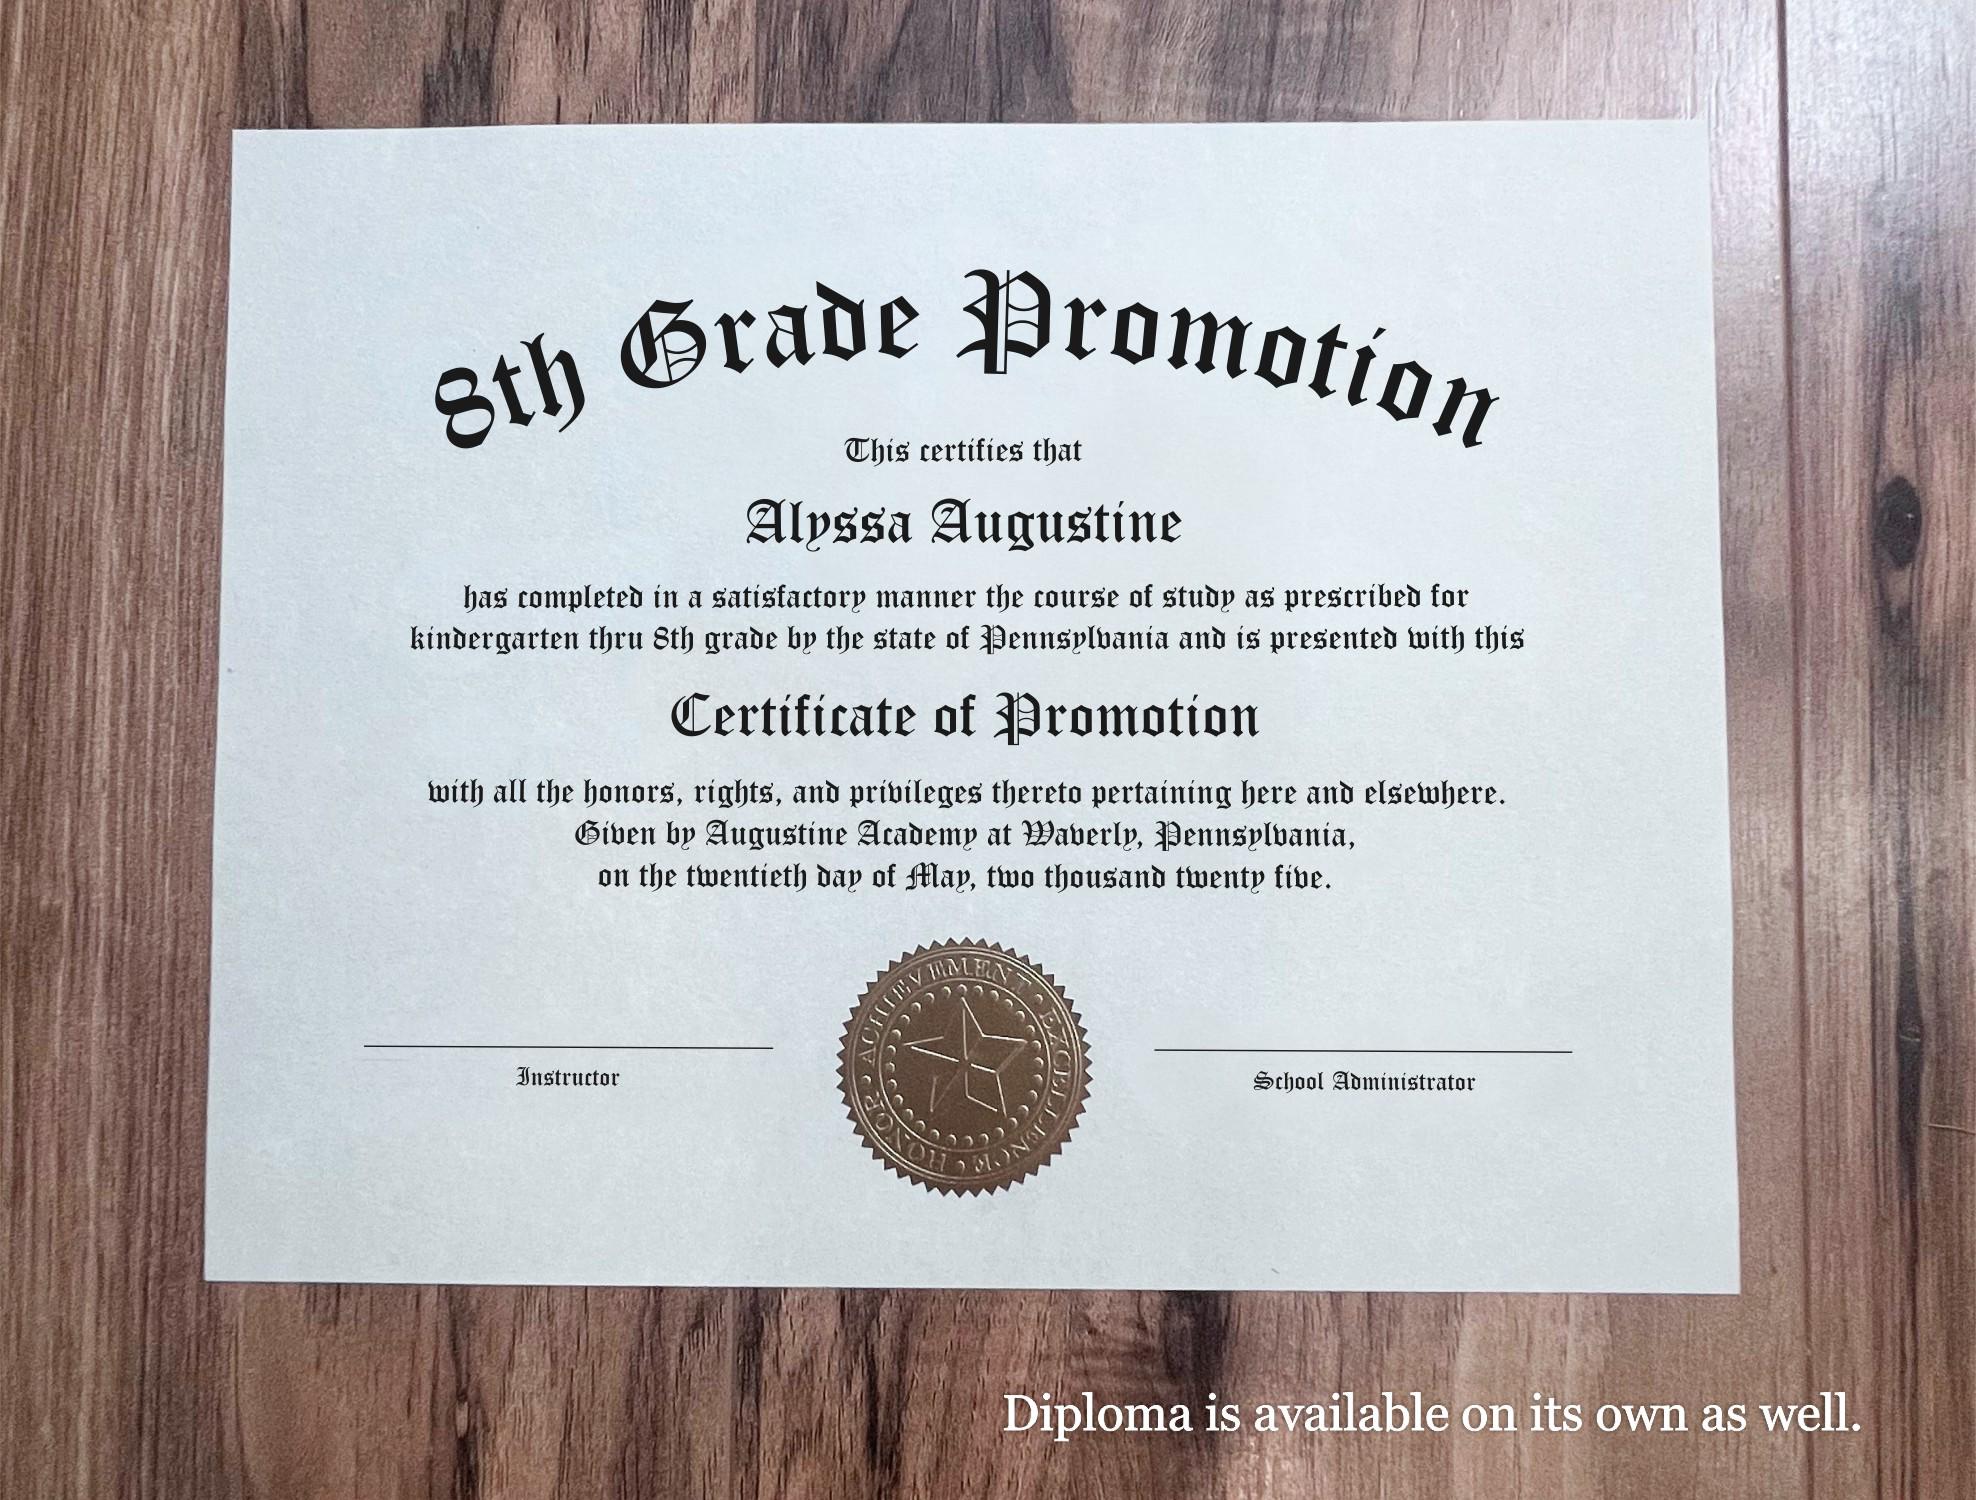 8th Grade Promotion
This certifies that
Alyssa Augustine
has completed in a satisfactory manner the course of study as prescribed for
kindergarten thru 8th grade by the state of Pennsylvania and is presented with this
Certificate of Promotion
with all the honors, rights, and privileges thereto pertaining here and elsewhere.
Given by Augustine Academy at Waverly, Pennsylvania,
on the twentieth day of May, two thousand twenty five.
HONOR · ACHIEVEMENT · EXCELLENCE ·
Instructor
School Administrator
Diploma is available on its own as well.